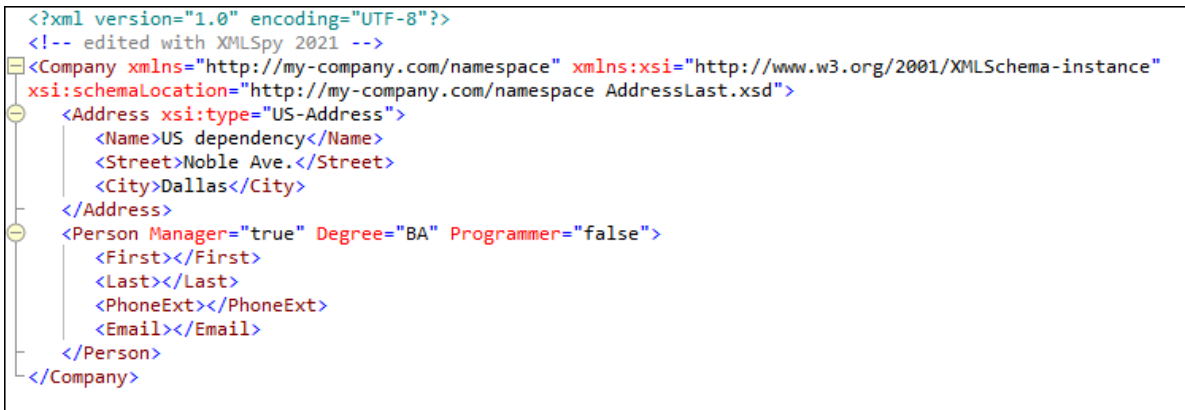 <?xml version="1.0" encoding="UTF-8"?>
<!-- edited with XMLSpy 2021 -->
<Company xmlns="http://my-company.com/namespace" xmlns:xsi="http://www.w3.org/2001/XMLSchema-instance"
xsi:schemaLocation="http://my-company.com/namespace AddressLast.xsd">
<Address xsi:type="US-Address">
<Name>US dependency</Name>
<Street>Noble Ave.</Street>
<City>Dallas</City>
</Address>
<Person Manager="true" Degree="BA" Programmer="false">
<First></First>
<Last></Last>
<PhoneExt></PhoneExt>
<Email></Email>
</Person>
</Company>